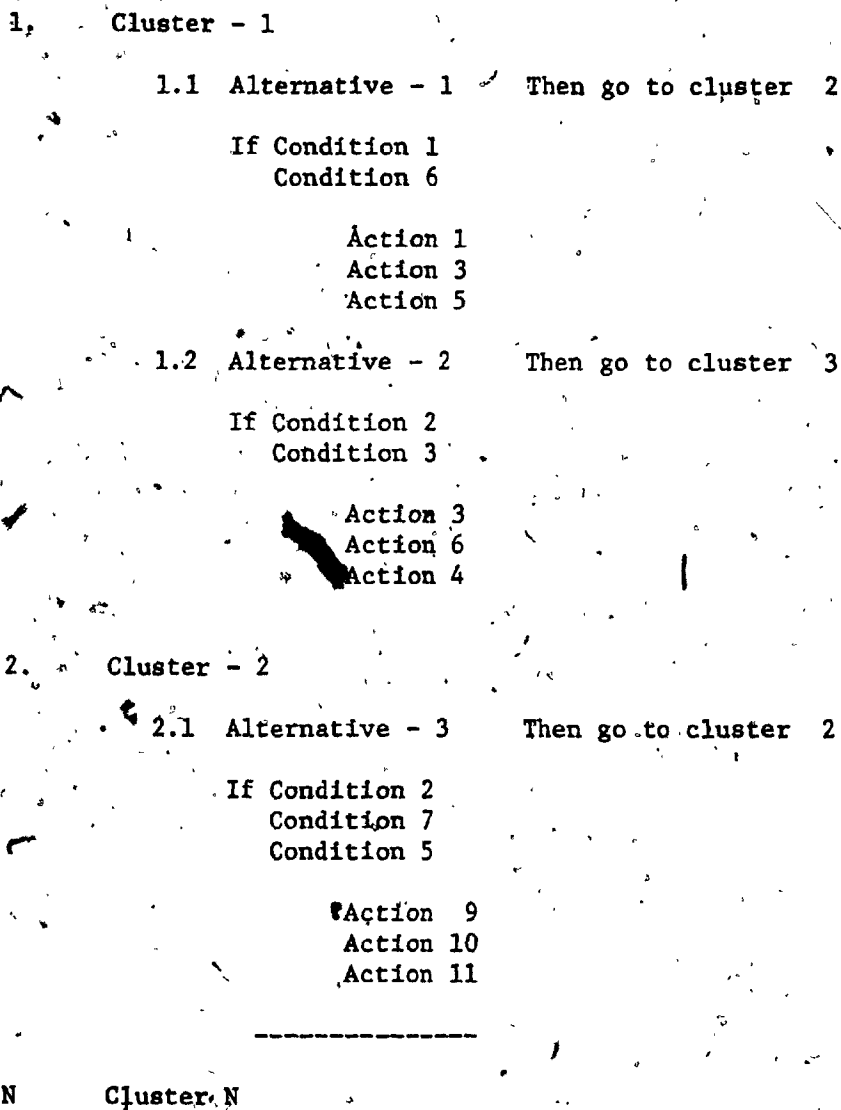 1. Cluster - 1
1.1 Alternative - 1 Then go to cluster 2
If Condition 1
Condition 6
Action 1
Action 3
Action 5
1.2 Alternative - 2 Then go to cluster 3
If Condition 2
Condition 3
Action 3
Action 6
Action 4
2. Cluster - 2
2.1 Alternative - 3 Then go to cluster 2
If Condition 2
Condition 7
Condition 5
Action 9
Action 10
Action 11
----------------
N Cluster N